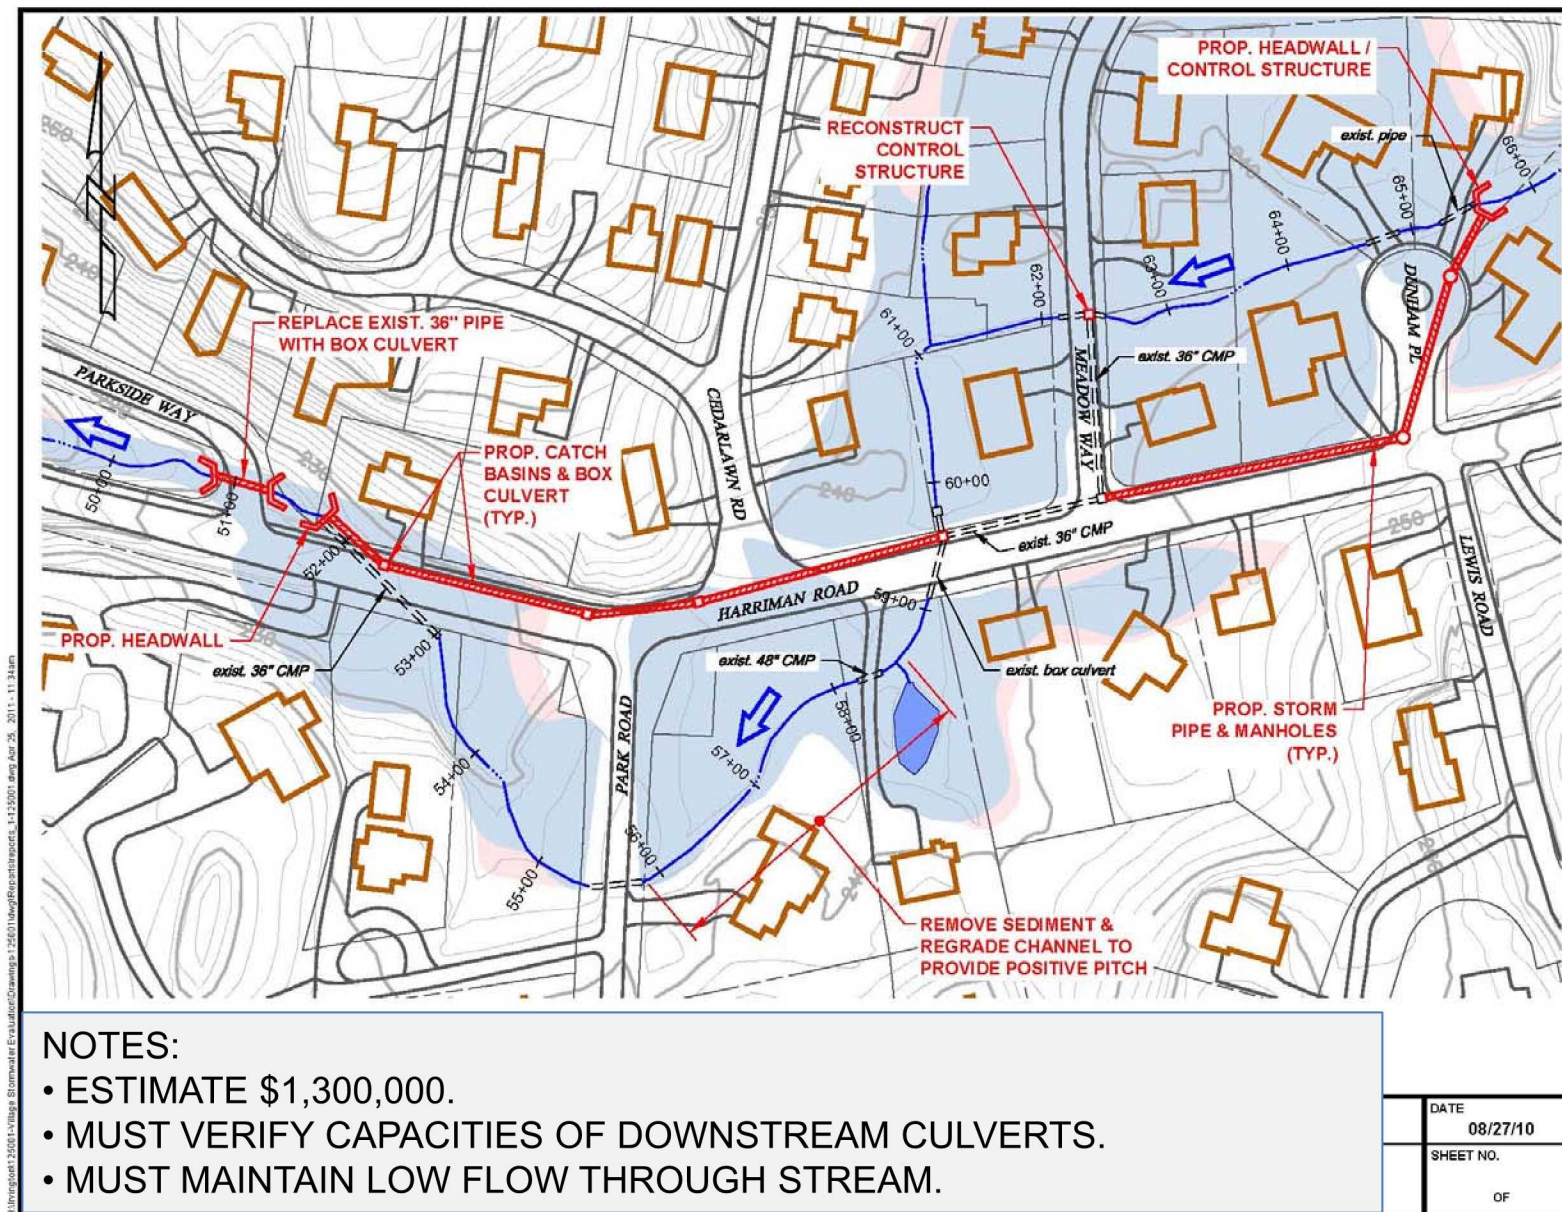 PROP. HEADWALL /
CONTROL STRUCTURE
exist. pipe
RECONSTRUCT
CONTROL
STRUCTURE
66+00
65+00
64+00
63+00
62+00
61+00
60+00
59+00
58+00
57+00
56+00
55+00
54+00
53+00
52+00
51+00
50+00
DUNHAM PL
MEADOW WAY
exist. 36" CMP
REPLACE EXIST. 36" PIPE
WITH BOX CULVERT
PARKSIDE WAY
CEDARLAWN RD
PROP. CATCH
BASINS & BOX
CULVERT
(TYP.)
exist. 36" CMP
HARRIMAN ROAD
LEWIS ROAD
PROP. HEADWALL
exist. 36" CMP
exist. 48" CMP
exist. box culvert
PARK ROAD
PROP. STORM
PIPE & MANHOLES
(TYP.)
REMOVE SEDIMENT &
REGRADE CHANNEL TO
PROVIDE POSITIVE PITCH
240
240
250
230
NOTES:
• ESTIMATE $1,300,000.
• MUST VERIFY CAPACITIES OF DOWNSTREAM CULVERTS.
• MUST MAINTAIN LOW FLOW THROUGH STREAM.
DATE
08/27/10
SHEET NO.
OF